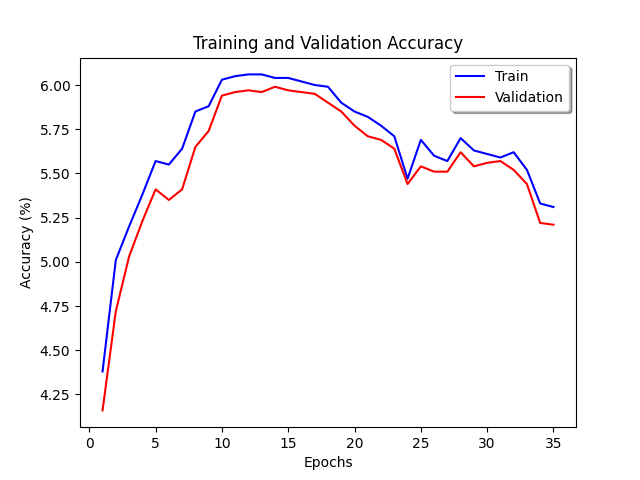 Training and Validation Accuracy
Train
Validation
Accuracy (%)
6.00
5.75
5.50
5.25
5.00
4.75
4.50
4.25
0 5 10 15 20 25 30 35
Epochs